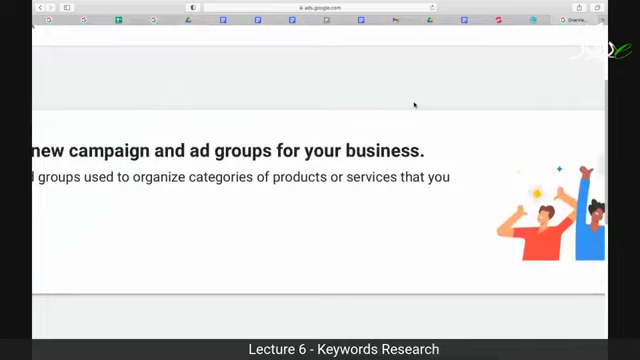 ads.google.com
Overvie...
new campaign and ad groups for your business.
d groups used to organize categories of products or services that you
Lecture 6 - Keywords Research